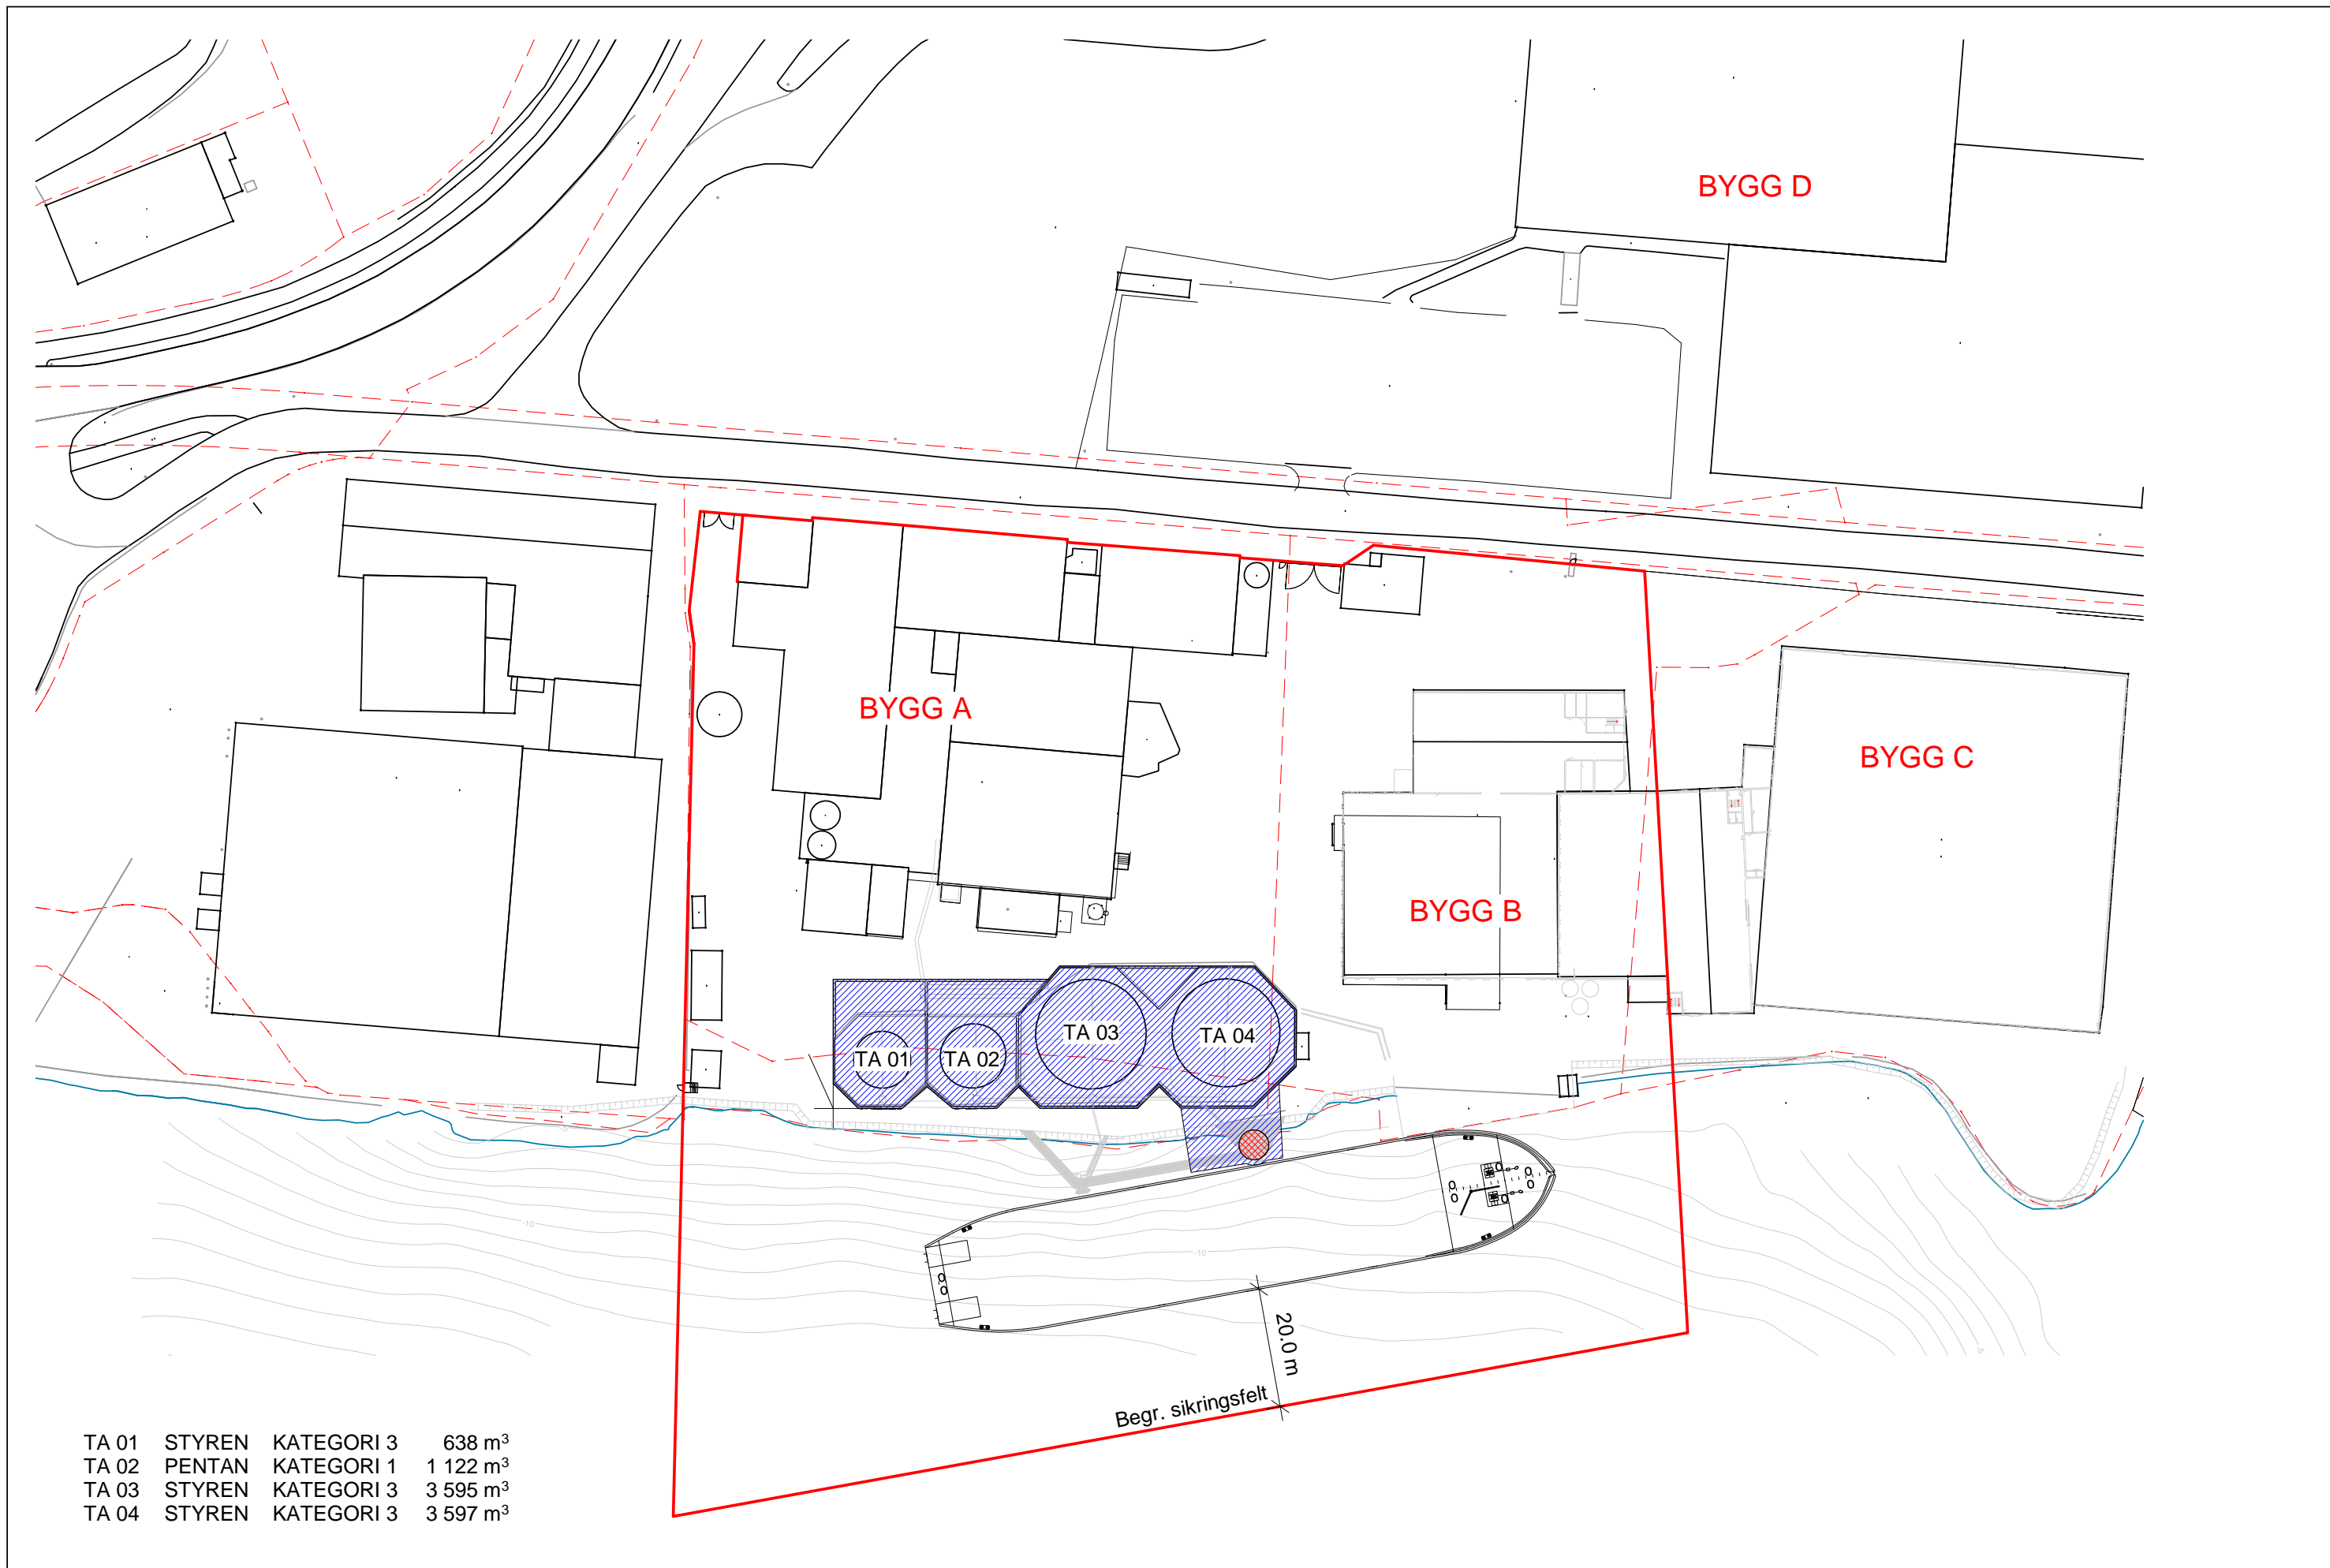 BYGG D
BYGG A
BYGG C
BYGG B
TA 03
TA 04
TA 01
TA 02
-10
-10
20.0 m
Begr. sikringsfelt
TA 01 STYREN KATEGORI 3 638 m³
TA 02 PENTAN KATEGORI 1 1 122 m³
TA 03 STYREN KATEGORI 3 3 595 m³
TA 04 STYREN KATEGORI 3 3 597 m³